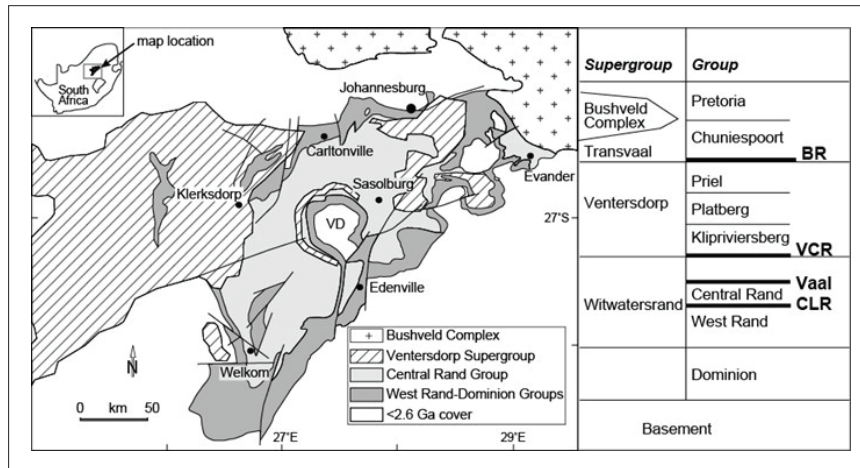 map location
South
Africa
Johannesburg
Carltonville
Evander
Klerksdorp
Sasolburg
27°S
VD
Edenville
Welkom
N
0 km 50
27°E
29°E
+ Bushveld Complex
Ventersdorp Supergroup
Central Rand Group
West Rand-Dominion Groups
<2.6 Ga cover
Supergroup Group
Bushveld
Complex
Pretoria
Chuniespoort
Transvaal
BR
Priel
Ventersdorp
Platberg
Klipriviersberg
VCR
Vaal
Witwatersrand
Central Rand
CLR
West Rand
Dominion
Basement